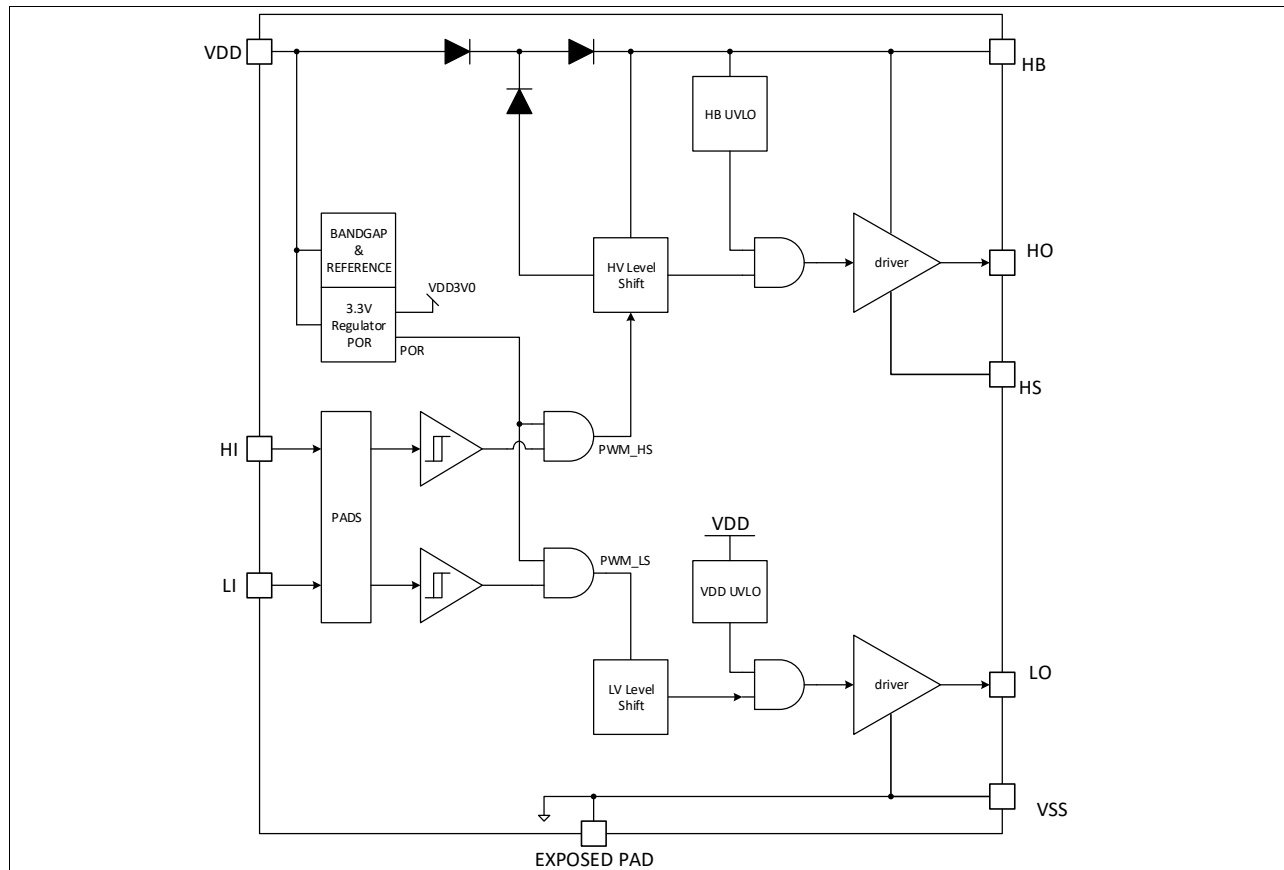 VDD
HB
HB UVLO
BANDGAP
&
REFERENCE
HV Level
Shift
driver
HO
VDD3V0
3.3V
Regulator
POR
POR
HS
HI
PWM_HS
PADS
VDD
LI
PWM_LS
VDD UVLO
LV Level
Shift
driver
LO
VSS
EXPOSED PAD